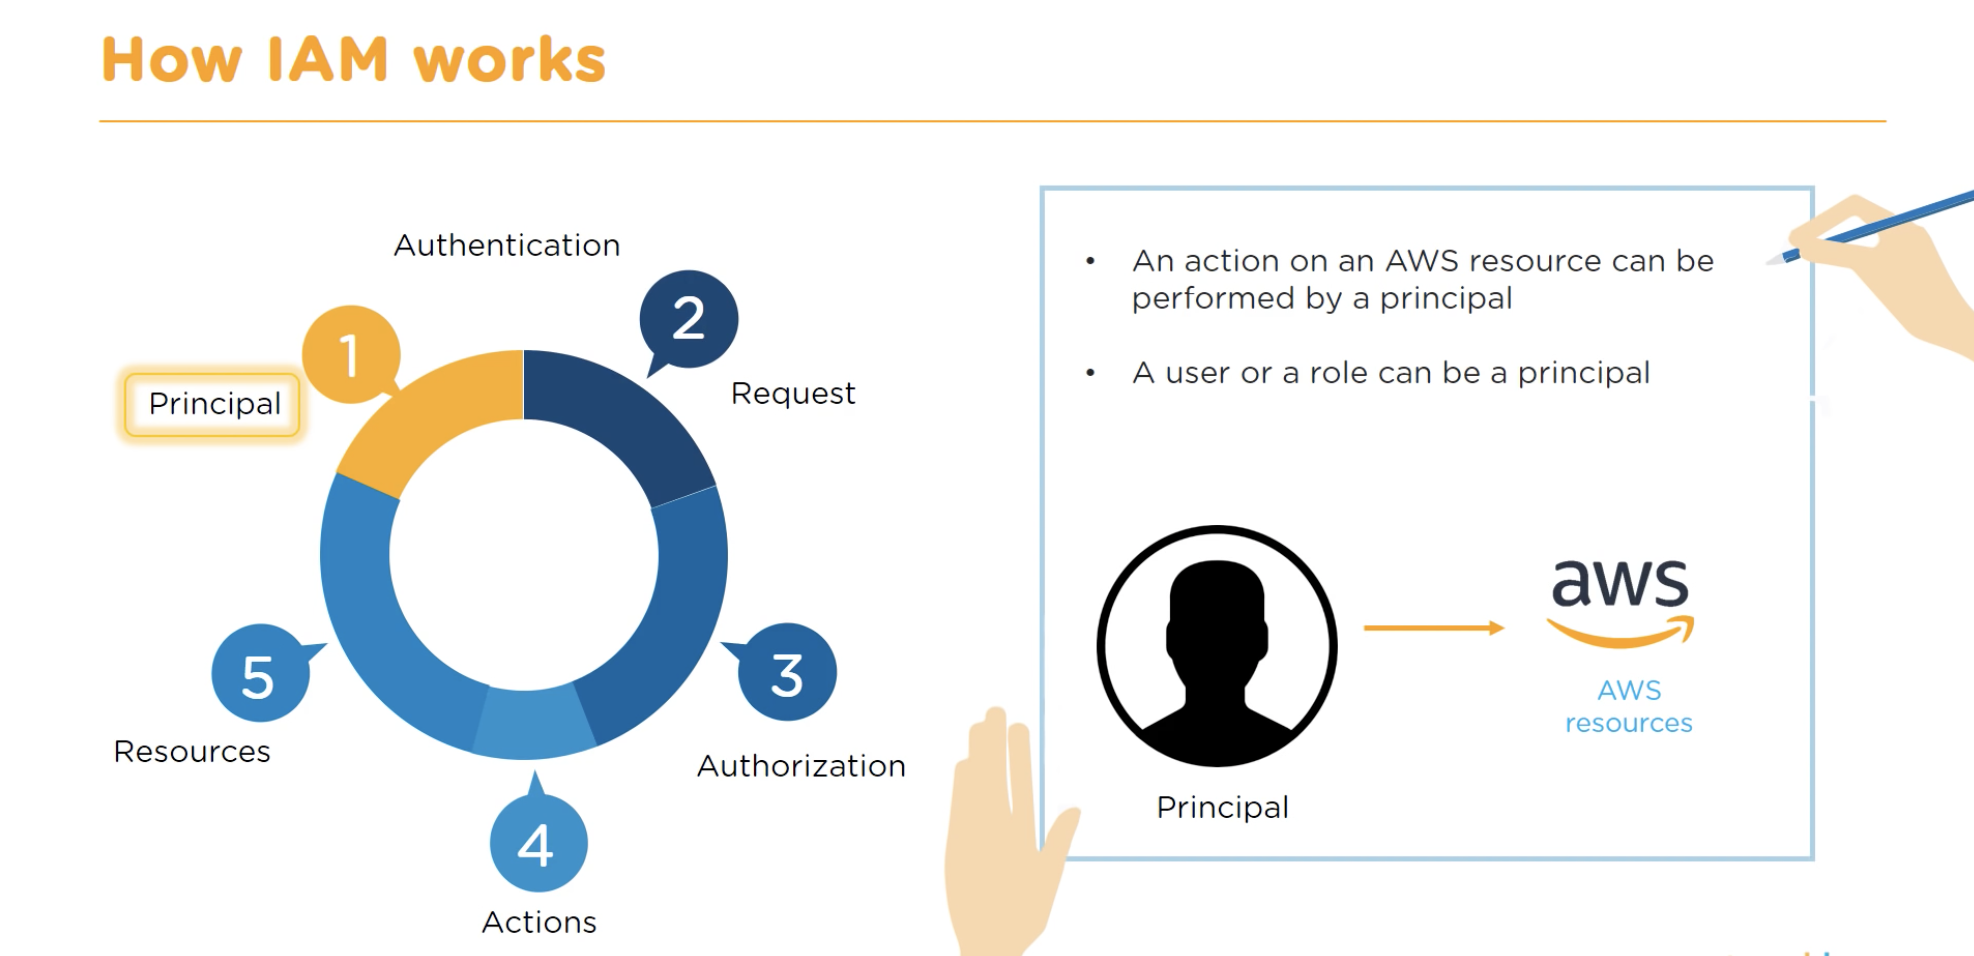 How IAM works
Authentication
1
2
Principal
Request
5
3
Resources
Authorization
4
Actions
• An action on an AWS resource can be
performed by a principal
• A user or a role can be a principal
aws
AWS
resources
Principal